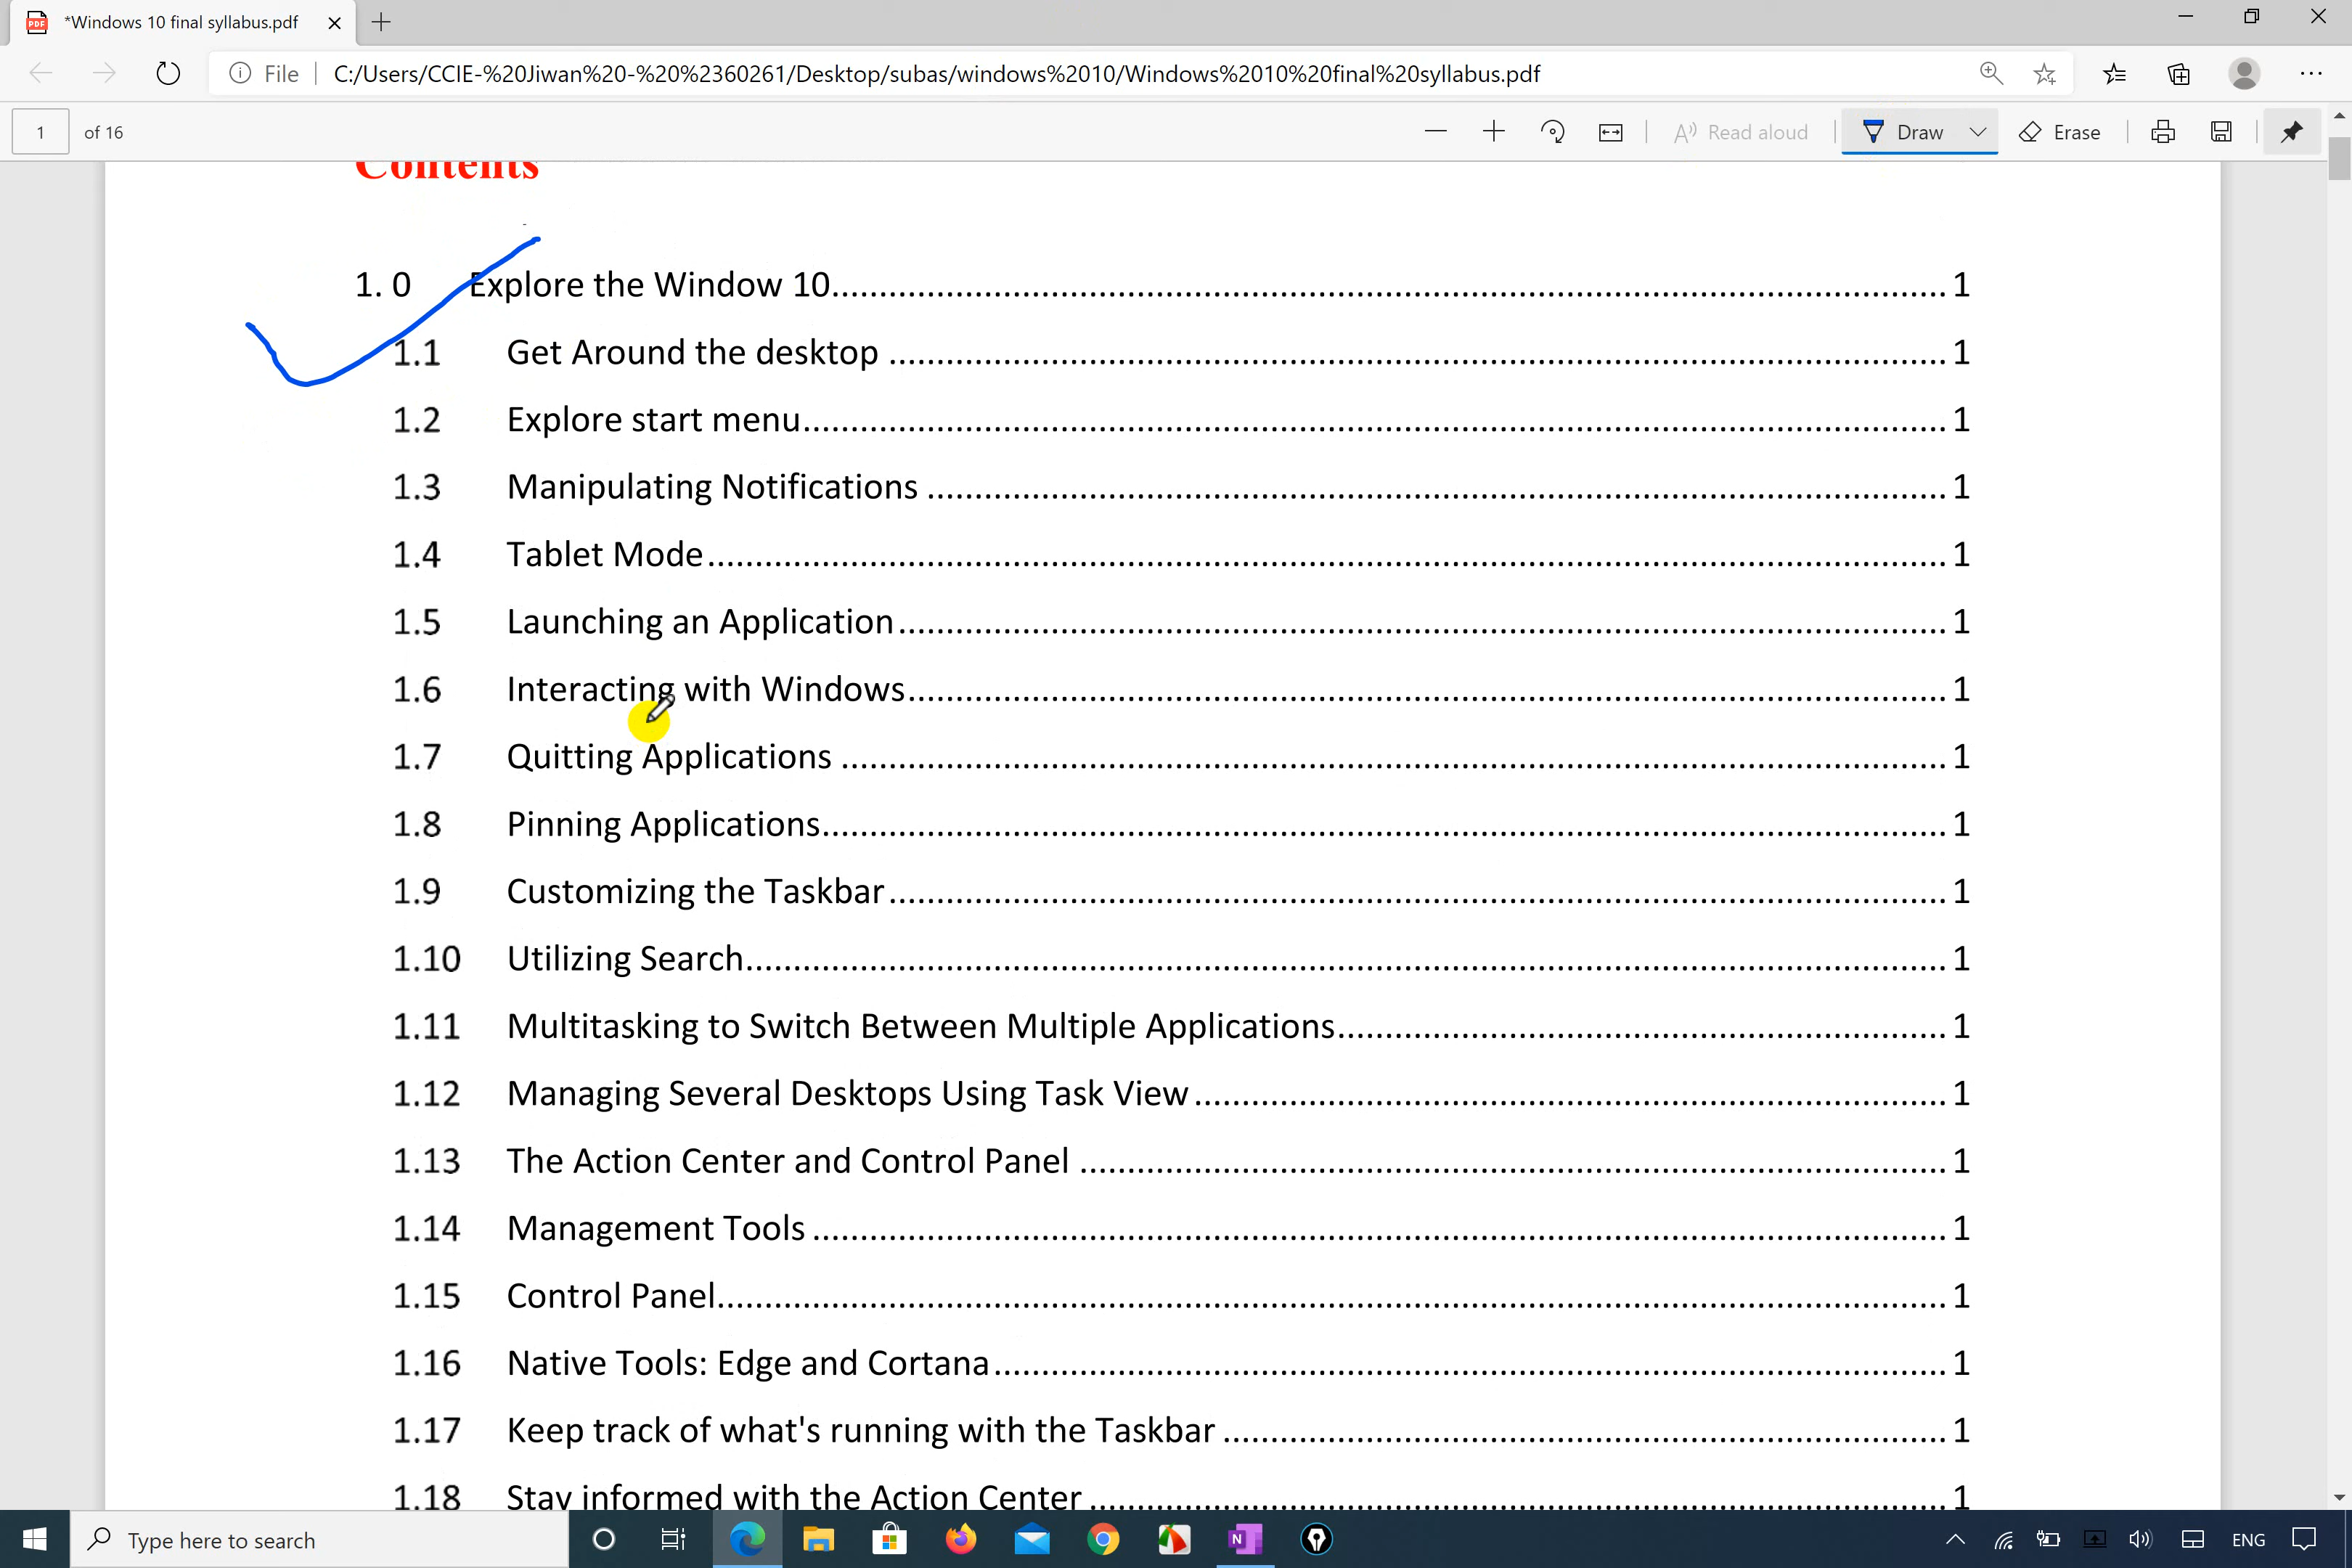 *Windows 10 final syllabus.pdf
File
C:/Users/CCIE-%20Jiwan%20-%20%2360261/Desktop/subas/windows%2010/Windows%2010%20final%20syllabus.pdf
1 of 16
Read aloud
Draw
Erase
Contents
1. 0 Explore the Window 10 1
1.1 Get Around the desktop 1
1.2 Explore start menu 1
1.3 Manipulating Notifications 1
1.4 Tablet Mode 1
1.5 Launching an Application 1
1.6 Interacting with Windows 1
1.7 Quitting Applications 1
1.8 Pinning Applications 1
1.9 Customizing the Taskbar 1
1.10 Utilizing Search 1
1.11 Multitasking to Switch Between Multiple Applications 1
1.12 Managing Several Desktops Using Task View 1
1.13 The Action Center and Control Panel 1
1.14 Management Tools 1
1.15 Control Panel 1
1.16 Native Tools: Edge and Cortana 1
1.17 Keep track of what's running with the Taskbar 1
1.18 Stay informed with the Action Center 1
Type here to search
ENG